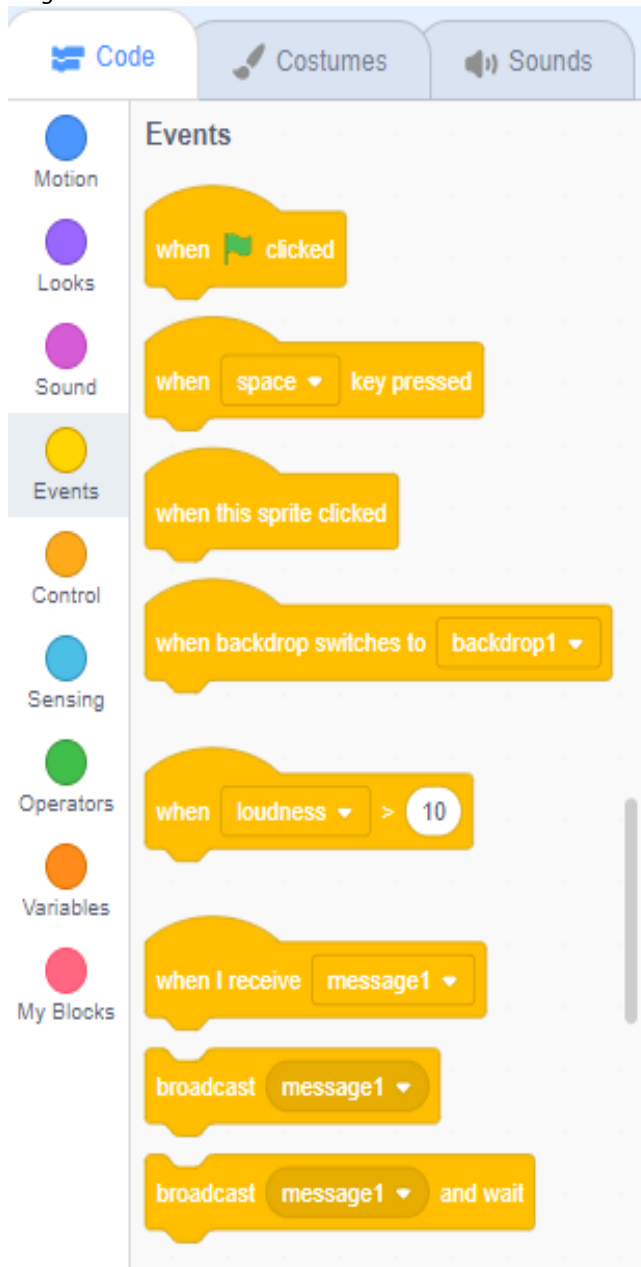 Code
Costumes
Sounds
Motion
Looks
Sound
Events
Control
Sensing
Operators
Variables
My Blocks
Events
when clicked
when space key pressed
when this sprite clicked
when backdrop switches to backdrop1
when loudness > 10
when I receive message1
broadcast message1
broadcast message1 and wait